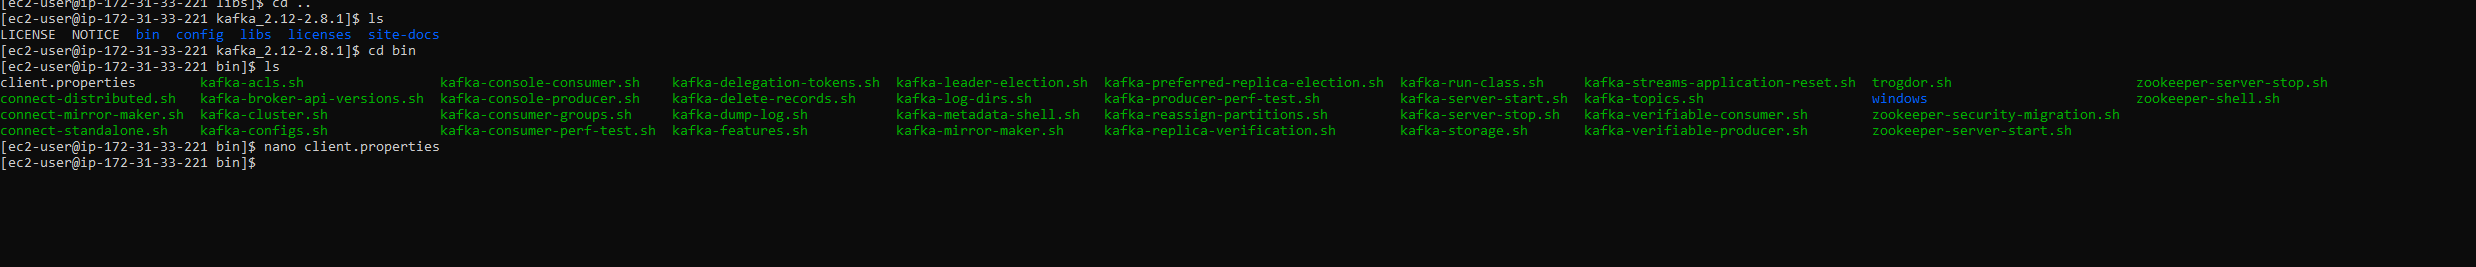 [ec2-user@ip-172-31-33-221 libs]$ cd ..
[ec2-user@ip-172-31-33-221 kafka_2.12-2.8.1]$ ls
LICENSE  NOTICE  bin  config  libs  licenses  site-docs
[ec2-user@ip-172-31-33-221 kafka_2.12-2.8.1]$ cd bin
[ec2-user@ip-172-31-33-221 bin]$ ls
client.properties        kafka-acls.sh                 kafka-console-consumer.sh    kafka-delegation-tokens.sh  kafka-leader-election.sh  kafka-preferred-replica-election.sh  kafka-run-class.sh     kafka-streams-application-reset.sh  trogdor.sh                       zookeeper-server-stop.sh
connect-distributed.sh   kafka-broker-api-versions.sh  kafka-console-producer.sh    kafka-delete-records.sh     kafka-log-dirs.sh         kafka-producer-perf-test.sh          kafka-server-start.sh  kafka-topics.sh                     windows                          zookeeper-shell.sh
connect-mirror-maker.sh  kafka-cluster.sh              kafka-consumer-groups.sh     kafka-dump-log.sh           kafka-metadata-shell.sh   kafka-reassign-partitions.sh         kafka-server-stop.sh   kafka-verifiable-consumer.sh        zookeeper-security-migration.sh
connect-standalone.sh    kafka-configs.sh              kafka-consumer-perf-test.sh  kafka-features.sh           kafka-mirror-maker.sh     kafka-replica-verification.sh        kafka-storage.sh       kafka-verifiable-producer.sh        zookeeper-server-start.sh
[ec2-user@ip-172-31-33-221 bin]$ nano client.properties
[ec2-user@ip-172-31-33-221 bin]$